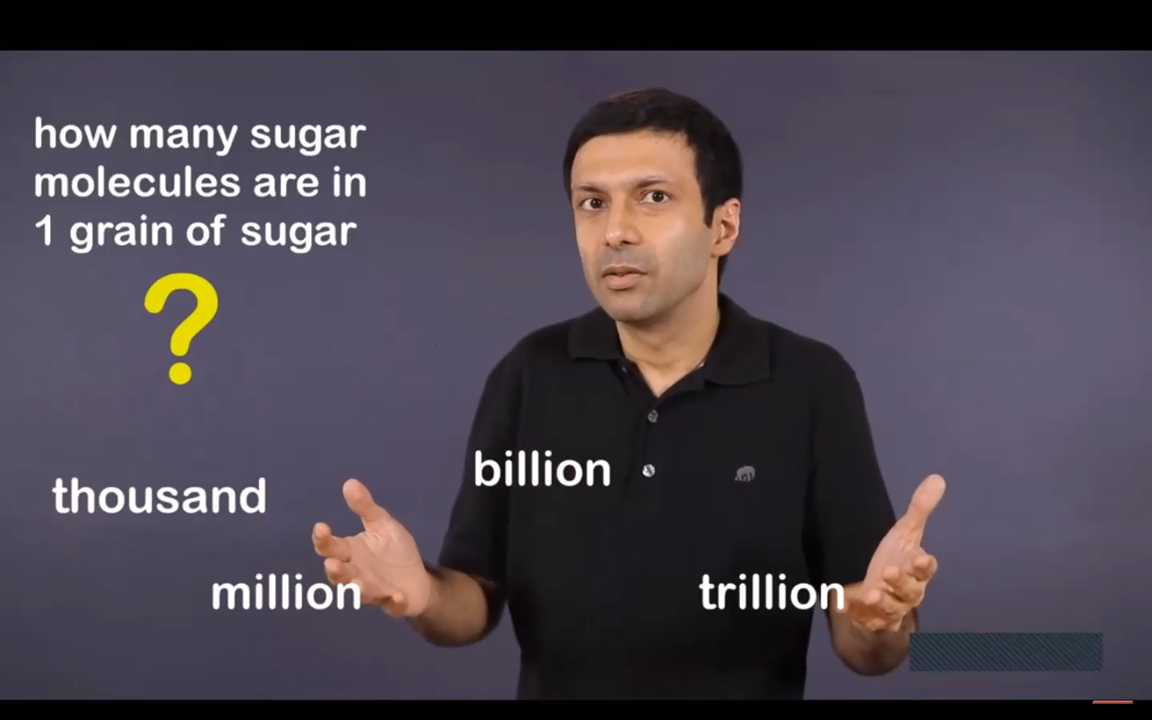 how many sugar
molecules are in
1 grain of sugar
?
thousand
billion
million
trillion